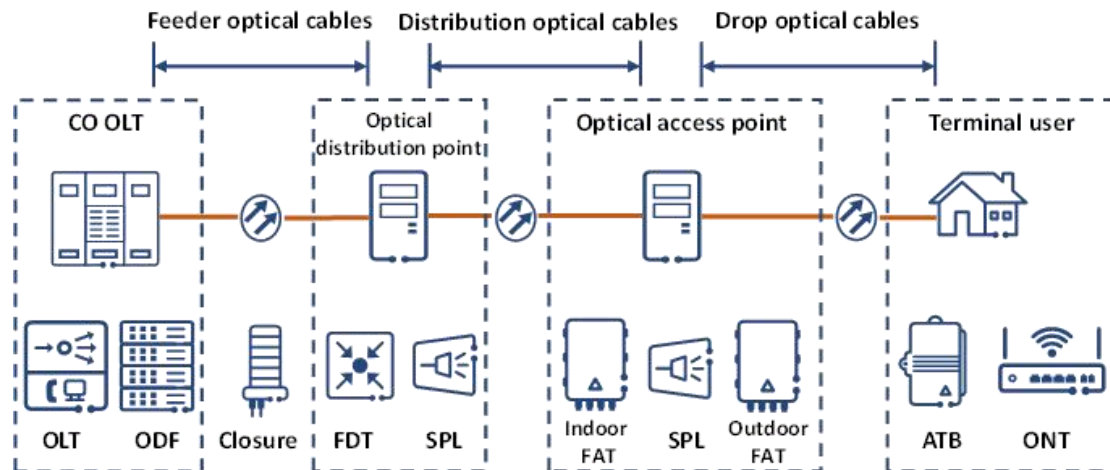 Feeder optical cables
Distribution optical cables
Drop optical cables
CO OLT
Optical
distribution point
Optical access point
Terminal user
OLT
ODF
Closure
FDT
SPL
Indoor
FAT
SPL
Outdoor
FAT
ATB
ONT